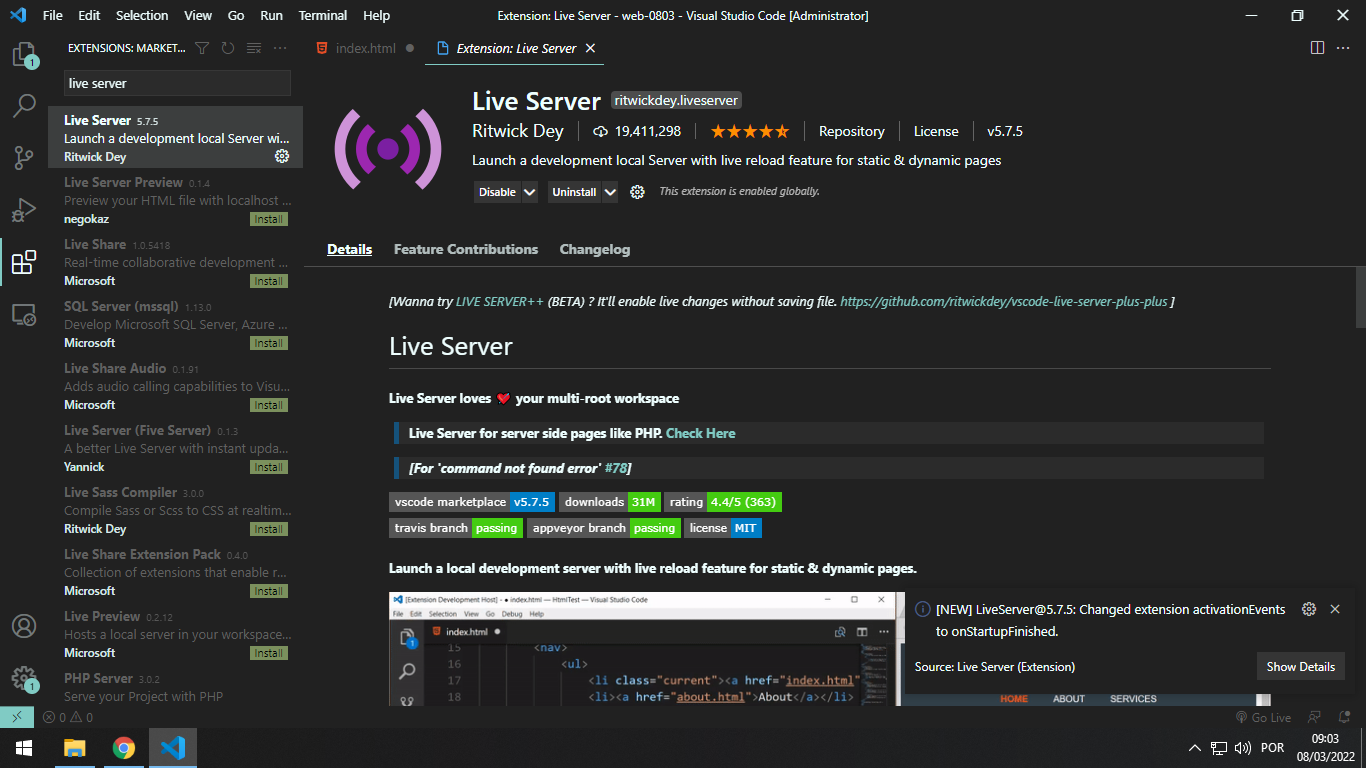 File Edit Selection View Go Run Terminal Help
Extension: Live Server - web-0803 - Visual Studio Code [Administrator]
EXTENSIONS: MARKET...
index.html
Extension: Live Server
1
live server
Live Server 5.7.5
Launch a development local Server wi...
Ritwick Dey
Live Server Preview 0.1.4
Preview your HTML file with localhost ...
negokaz Install
Live Share 1.0.5418
Real-time collaborative development ...
Microsoft Install
SQL Server (mssql) 1.13.0
Develop Microsoft SQL Server, Azure ...
Microsoft Install
Live Share Audio 0.1.91
Adds audio calling capabilities to Visu...
Microsoft Install
Live Server (Five Server) 0.1.3
A better Live Server with instant upda...
Yannick Install
Live Sass Compiler 3.0.0
Compile Sass or Scss to CSS at realtim...
Ritwick Dey Install
Live Share Extension Pack 0.4.0
Collection of extensions that enable r...
Microsoft Install
Live Preview 0.2.12
Hosts a local server in your workspace...
Microsoft Install
PHP Server 3.0.2
Serve your Project with PHP
1
Live Server ritwickdey.liveserver
Ritwick Dey 19,411,298 Repository License v5.7.5
Launch a development local Server with live reload feature for static & dynamic pages
Disable Uninstall This extension is enabled globally.
Details Feature Contributions Changelog
[Wanna try LIVE SERVER++ (BETA) ? It'll enable live changes without saving file. https://github.com/ritwickdey/vscode-live-server-plus-plus ]
Live Server
Live Server loves ❤ your multi-root workspace
Live Server for server side pages like PHP. Check Here
[For 'command not found error' #78]
vscode marketplace v5.7.5 downloads 31M rating 4.4/5 (363)
travis branch passing appveyor branch passing license MIT
Launch a local development server with live reload feature for static & dynamic pages.
[Extension Development Host] - • index.html — HtmlTest — Visual Studio Code
File Edit Selection View Go Debug Help
1
index.html
15 <nav>
16 <ul>
17 <li class="current"><a href="index.html"
18 <li><a href="about.html">About</a></li>
HOME ABOUT SERVICES
[NEW] LiveServer@5.7.5: Changed extension activationEvents
to onStartupFinished.
Source: Live Server (Extension) Show Details
0 0
Go Live
POR
09:03
08/03/2022